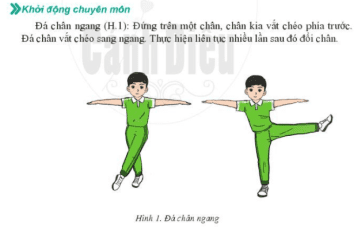 Khởi động chuyên môn
Đá chân ngang (H.1): Đứng trên một chân, chân kia vắt chéo phía trước.
Đá chân vắt chéo sang ngang. Thực hiện liên tục nhiều lần sau đó đổi chân.
Cánh Diều
Hình 1. Đá chân ngang